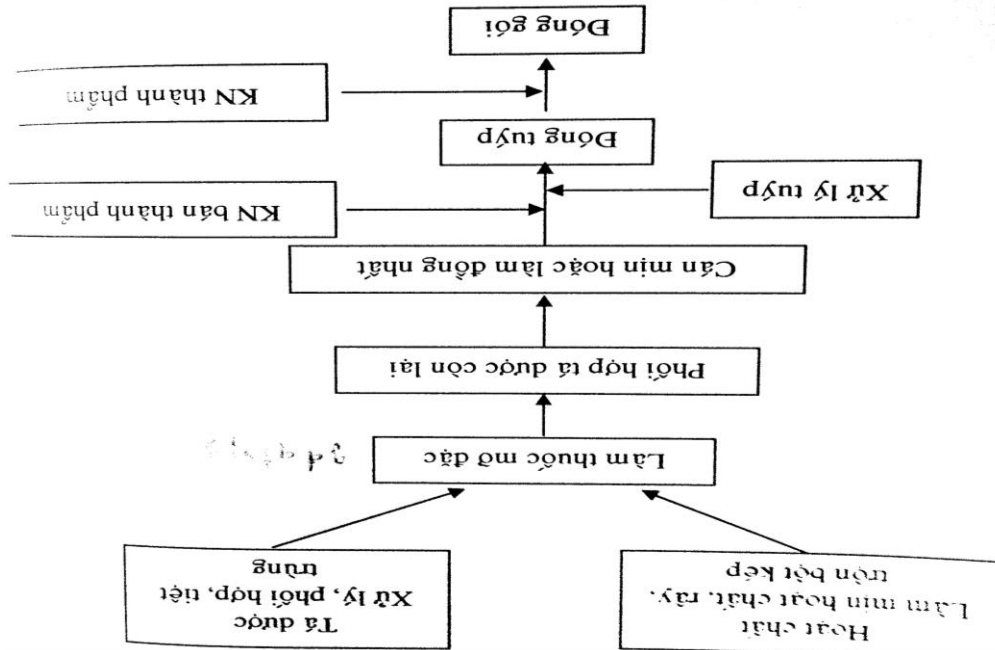 Hoạt chất
Làm mịn hoạt chất, rây,
trộn bột kép
Tá dược
Xử lý, phối hợp, tiệt
trùng
Làm thuốc mỡ đặc
Phối hợp tá dược còn lại
Cán mịn hoặc làm đồng nhất
Xử lý tuýp
KN bán thành phẩm
Đóng tuýp
KN thành phẩm
Đóng gói